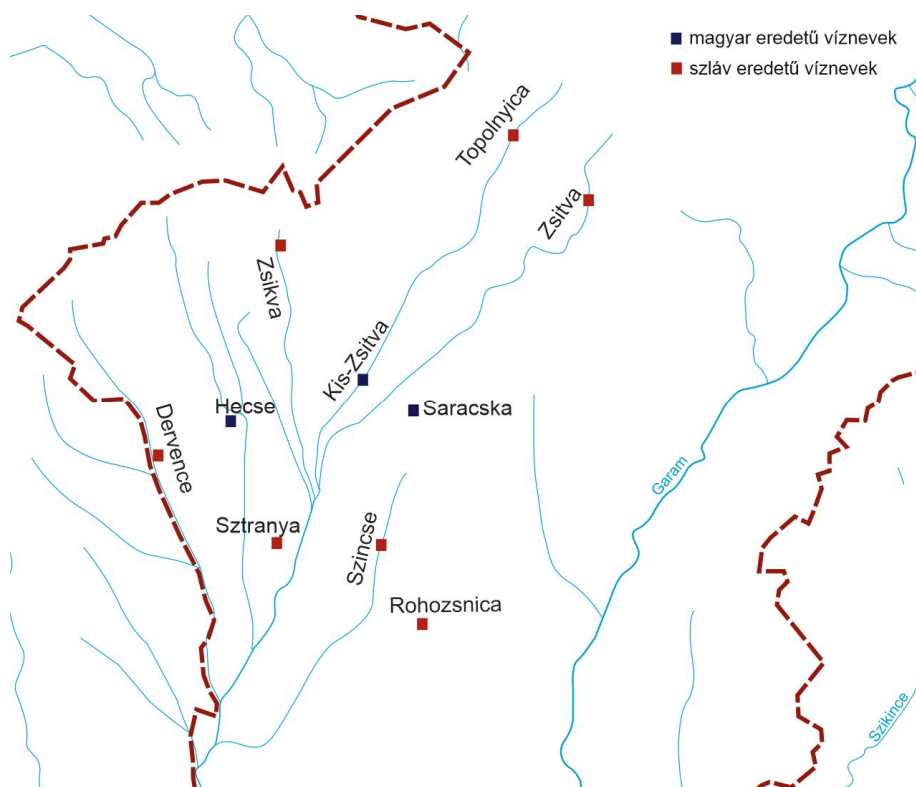 magyar eredetű víznevek
szláv eredetű víznevek
Topolnyica
Zsitva
Zsikva
Kis-Zsitva
Hecse
Saracska
Dervence
Garam
Sztranya
Szincse
Rohozsnica
Szikince